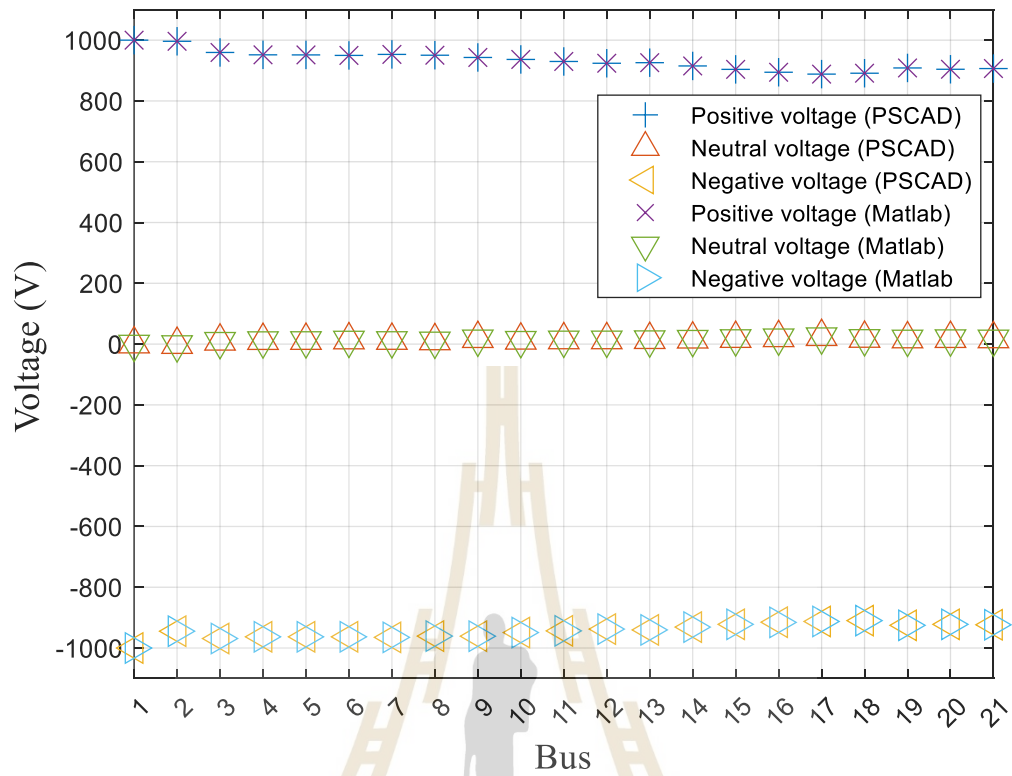 1000
800
600
400
200
0
-200
-400
-600
-800
-1000
Voltage (V)
Positive voltage (PSCAD)
Neutral voltage (PSCAD)
Negative voltage (PSCAD)
Positive voltage (Matlab)
Neutral voltage (Matlab)
Negative voltage (Matlab
1 2 3 4 5 6 7 8 9 10 11 12 13 14 15 16 17 18 19 20 21
Bus